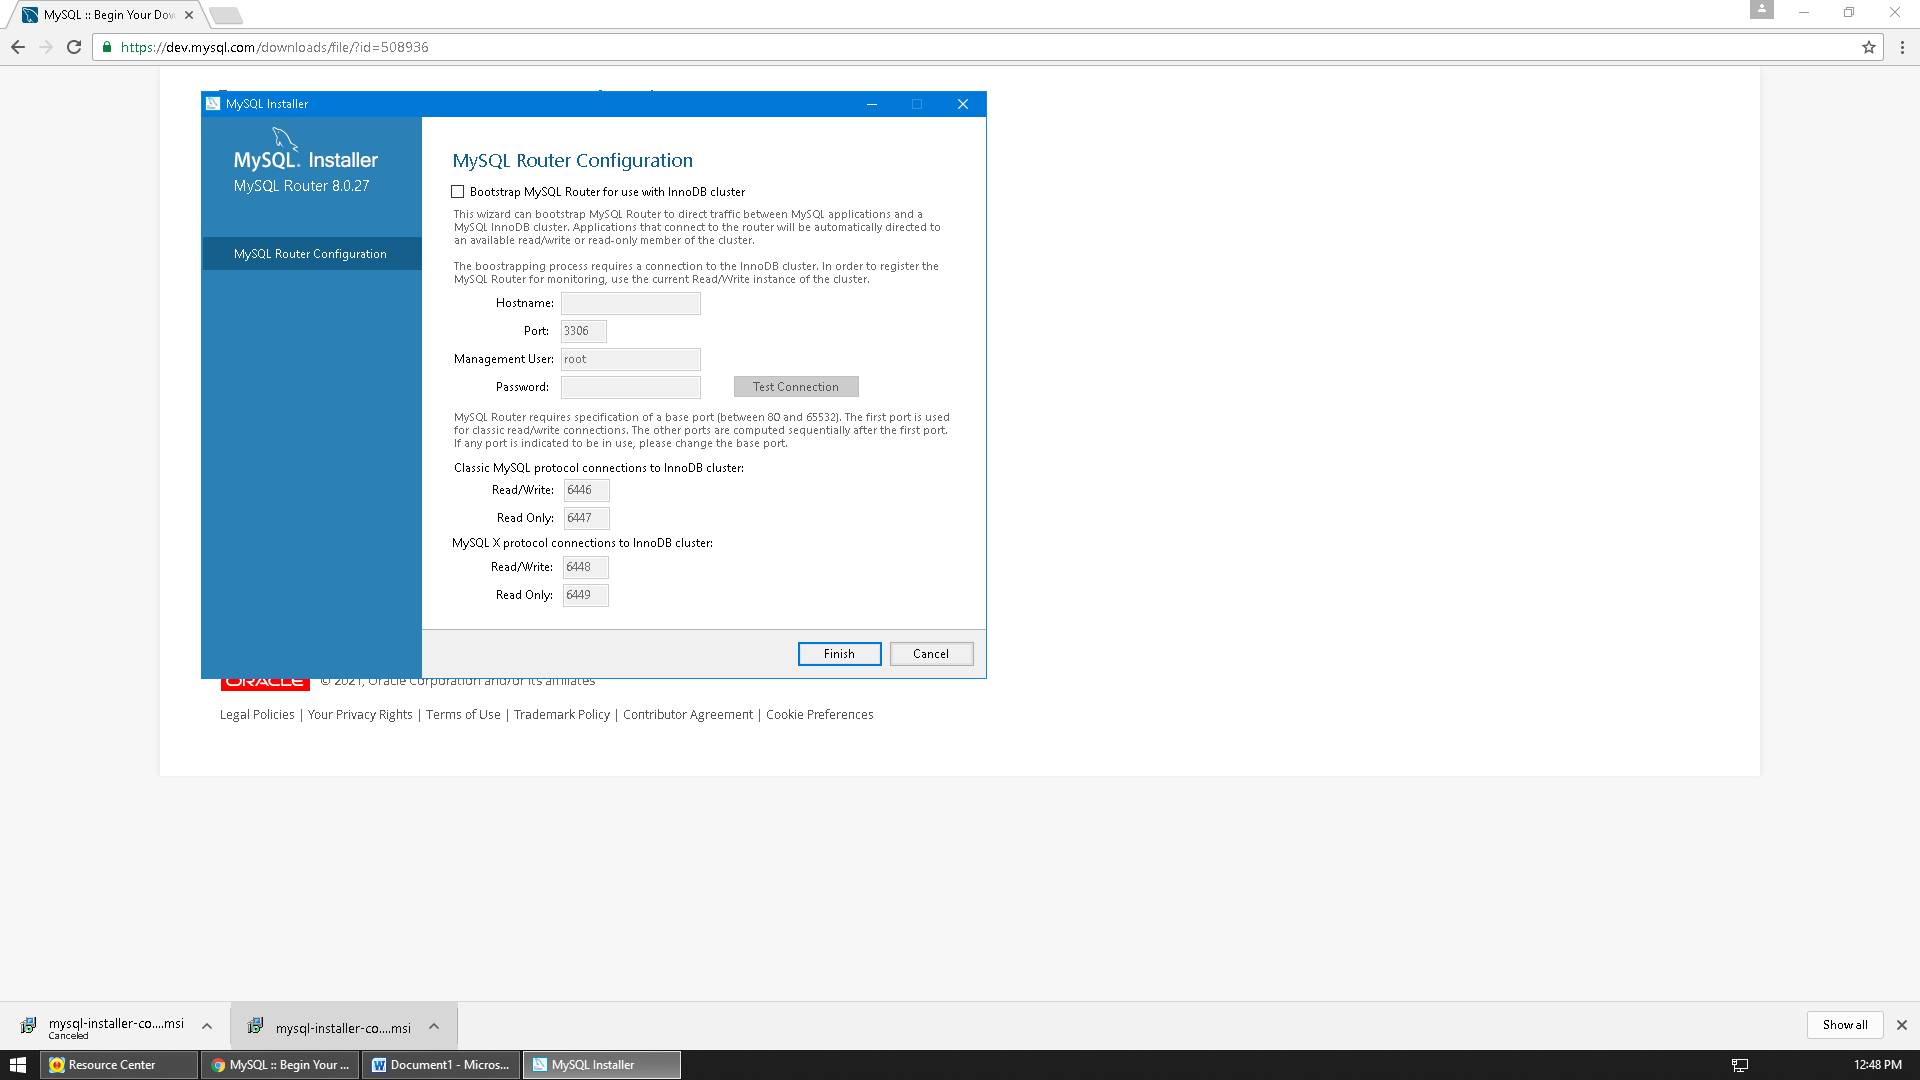 MySQL :: Begin Your Dow
https://dev.mysql.com/downloads/file/?id=508936
MySQL Installer
MySQL Installer
MySQL Router 8.0.27
MySQL Router Configuration
MySQL Router Configuration
Bootstrap MySQL Router for use with InnoDB cluster
This wizard can bootstrap MySQL Router to direct traffic between MySQL applications and a
MySQL InnoDB cluster. Applications that connect to the router will be automatically directed to
an available read/write or read-only member of the cluster.
The boostrapping process requires a connection to the InnoDB cluster. In order to register the
MySQL Router for monitoring, use the current Read/Write instance of the cluster.
Hostname:
Port: 3306
Management User: root
Password: Test Connection
MySQL Router requires specification of a base port (between 80 and 65532). The first port is used
for classic read/write connections. The other ports are computed sequentially after the first port.
If any port is indicated to be in use, please change the base port.
Classic MySQL protocol connections to InnoDB cluster:
Read/Write: 6446
Read Only: 6447
MySQL X protocol connections to InnoDB cluster:
Read/Write: 6448
Read Only: 6449
Finish Cancel
ORACLE © 2021, Oracle Corporation and/or its affiliates
Legal Policies | Your Privacy Rights | Terms of Use | Trademark Policy | Contributor Agreement | Cookie Preferences
mysql-installer-co....msi
Canceled
mysql-installer-co....msi
Show all
Resource Center
MySQL :: Begin Your ...
Document1 - Micros...
MySQL Installer
12:48 PM